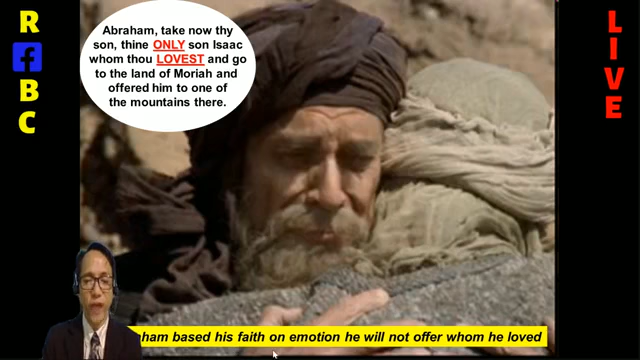 R
B
C
Abraham, take now thy
son, thine ONLY son Isaac
whom thou LOVEST and go
to the land of Moriah and
offered him to one of
the mountains there.
L
I
V
E
ham based his faith on emotion he will not offer whom he loved